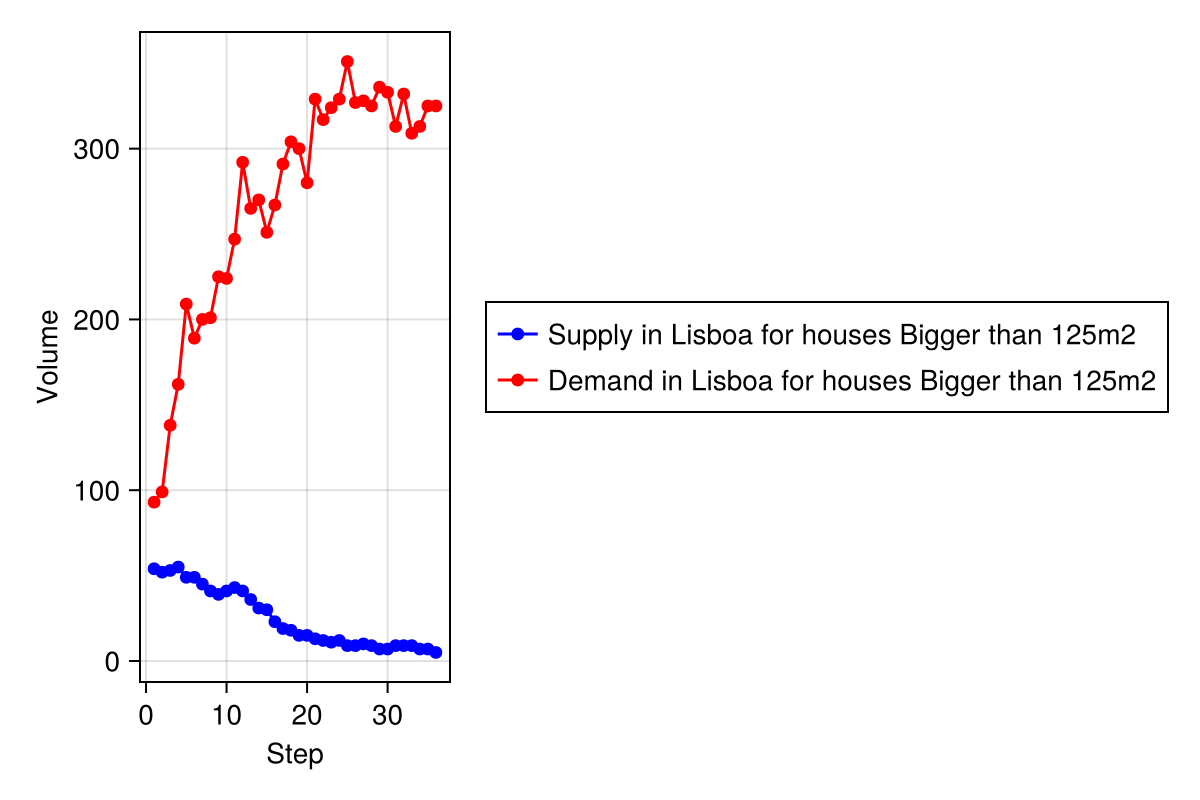 Volume
300
200
100
0
0 10 20 30
Step
Supply in Lisboa for houses Bigger than 125m2
Demand in Lisboa for houses Bigger than 125m2